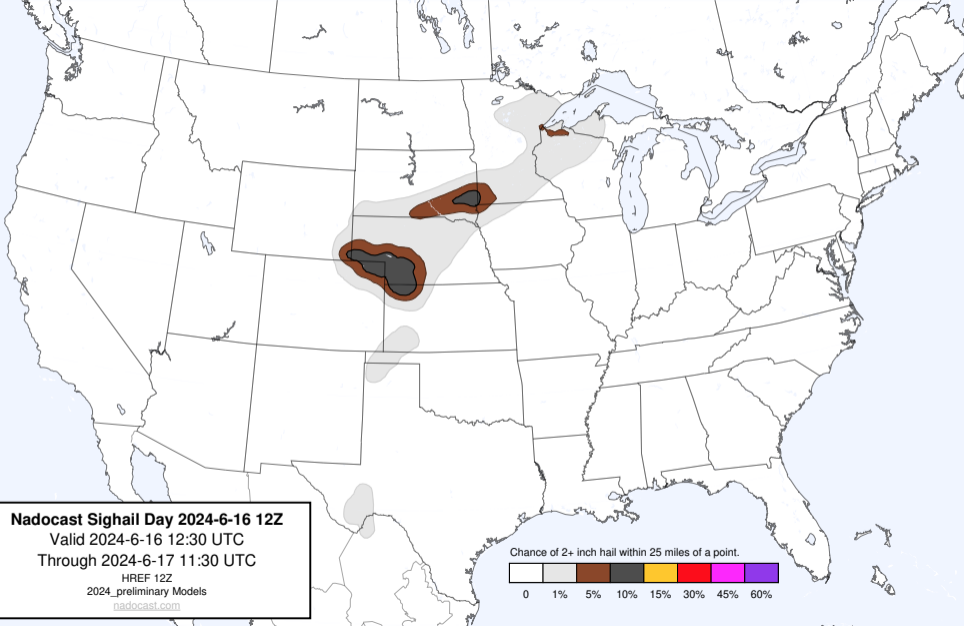 Nadocast Sighail Day 2024-6-16 12Z
Valid 2024-6-16 12:30 UTC
Through 2024-6-17 11:30 UTC
HREF 12Z
2024_preliminary Models
nadocast.com
Chance of 2+ inch hail within 25 miles of a point.
0 1% 5% 10% 15% 30% 45% 60%